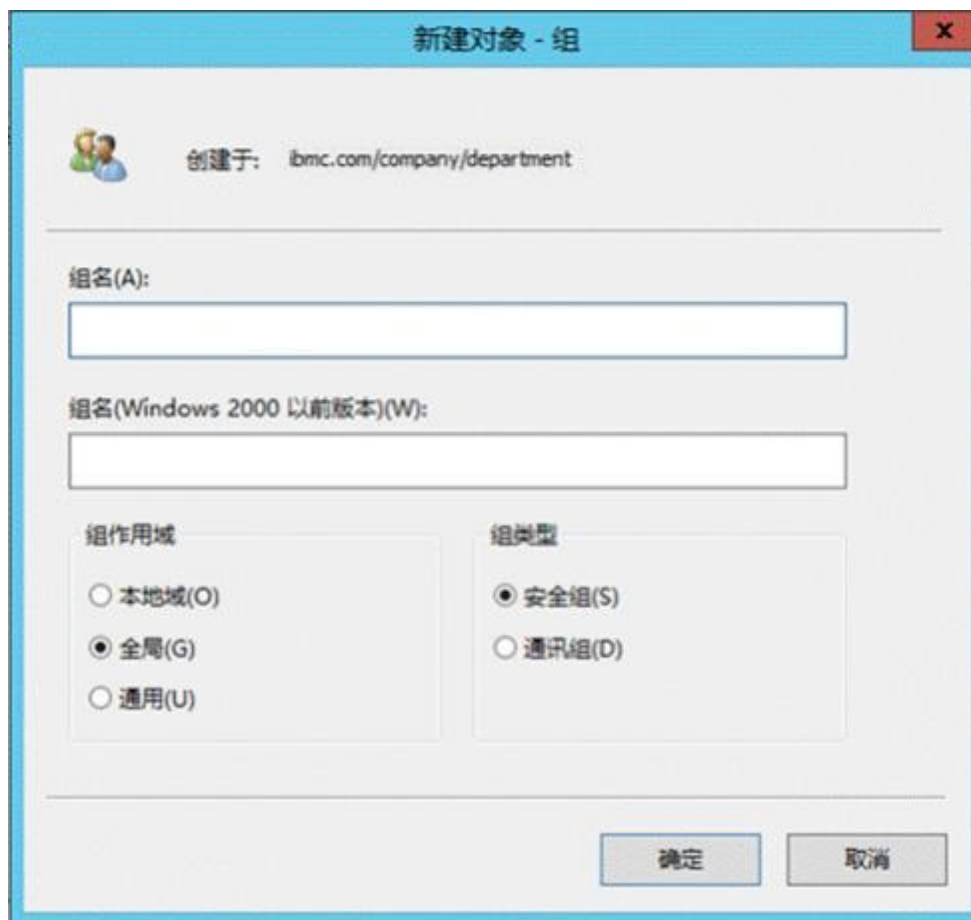 新建对象 - 组
x
创建于: ibmc.com/company/department
组名(A):
组名(Windows 2000 以前版本)(W):
组作用域
本地域(O)
全局(G)
通用(U)
组类型
安全组(S)
通讯组(D)
确定
取消